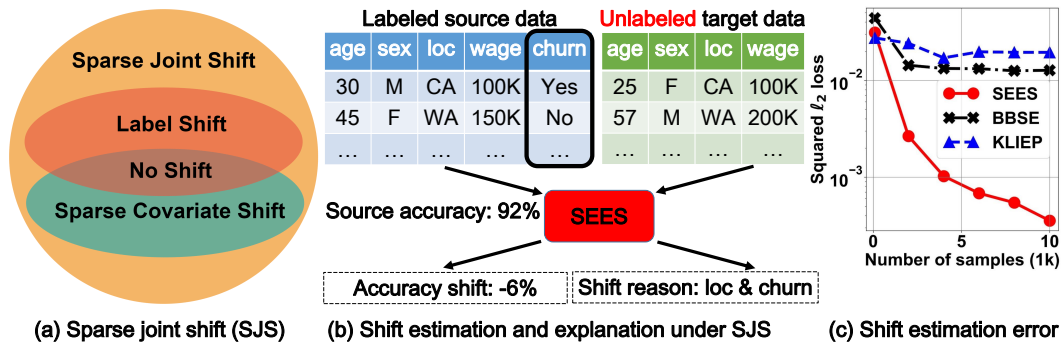 Sparse Joint Shift
Label Shift
No Shift
Sparse Covariate Shift
(a) Sparse joint shift (SJS)
Labeled source data
age sex loc wage churn
30 M CA 100K Yes
45 F WA 150K No
... ... ... ... ...
Unlabeled target data
age sex loc wage
25 F CA 100K
57 M WA 200K
... ... ... ...
Source accuracy: 92%
SEES
Accuracy shift: -6%
Shift reason: loc & churn
(b) Shift estimation and explanation under SJS
Squared ℓ₂ loss
10⁻²
10⁻³
SEES
BBSE
KLIEP
0 5 10
Number of samples (1k)
(c) Shift estimation error